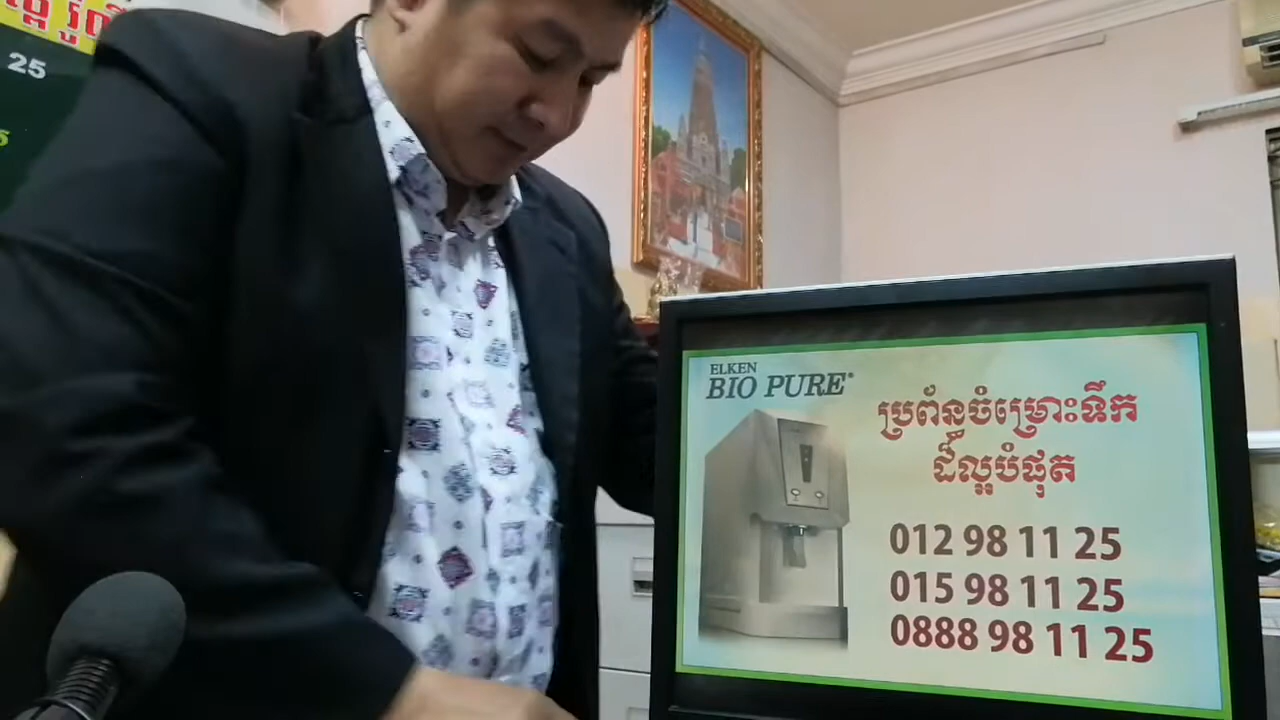 25
5
ELKEN
BIO PURE®
ប្រព័ន្ធចំម្រោះទឹក
ដ៏ល្អបំផុត
012 98 11 25
015 98 11 25
0888 98 11 25